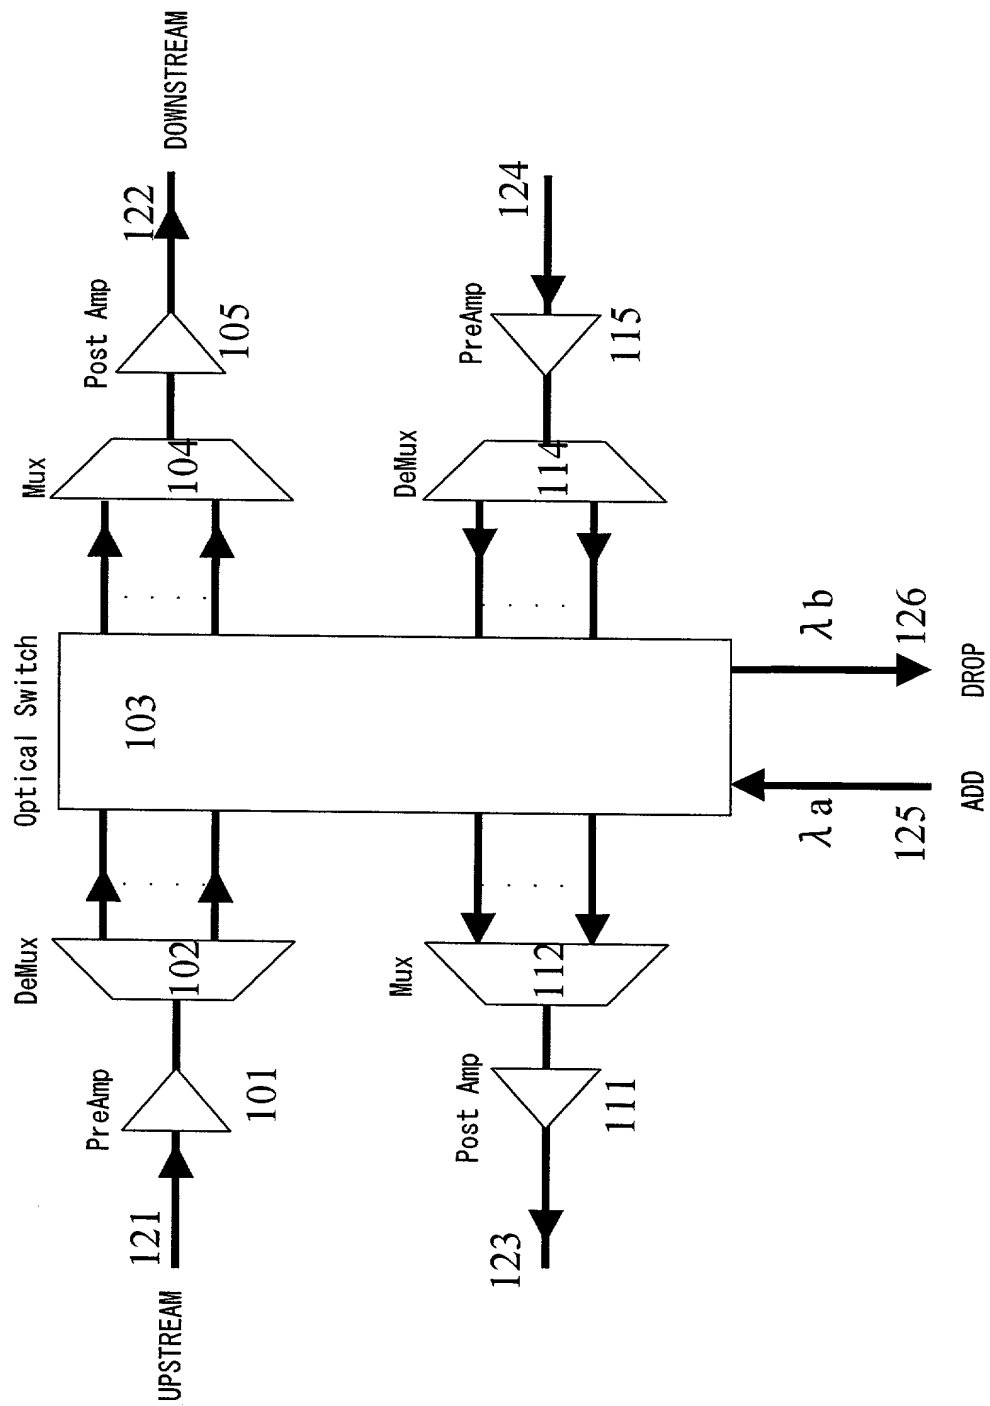 Optical Switch
DeMux
Mux
PreAmp
Post Amp
UPSTREAM
121
101
102
103
104
105
122
DOWNSTREAM
Mux
DeMux
Post Amp
PreAmp
123
111
112
114
115
124
λa
λb
125
126
ADD
DROP